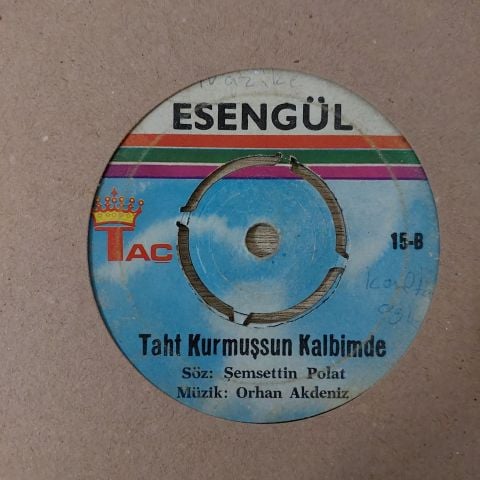 ESENGÜL
TAC
15-B
Taht Kurmuşsun Kalbimde
Söz: Şemsettin Polat
Müzik: Orhan Akdeniz